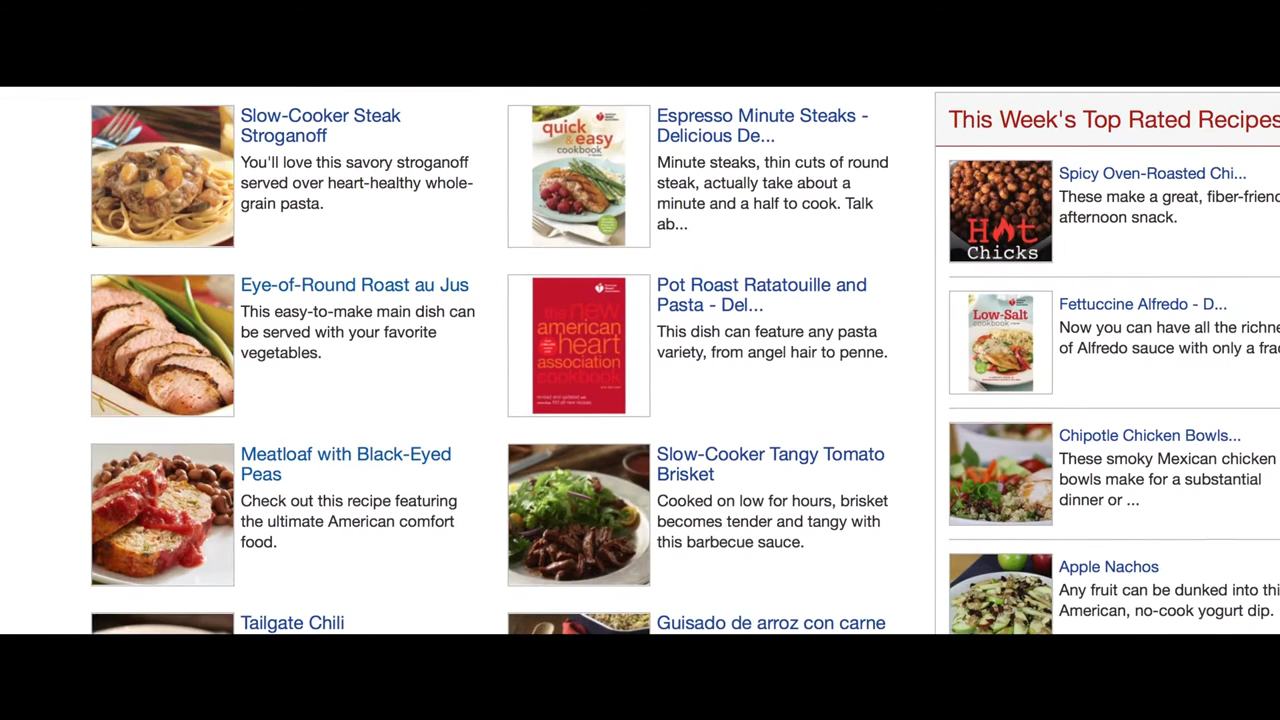 Slow-Cooker Steak
Stroganoff
You'll love this savory stroganoff
served over heart-healthy whole-
grain pasta.
quick
& easy
cookbook
Espresso Minute Steaks -
Delicious De...
Minute steaks, thin cuts of round
steak, actually take about a
minute and a half to cook. Talk
ab...
Eye-of-Round Roast au Jus
This easy-to-make main dish can
be served with your favorite
vegetables.
the new
american
heart
association
cookbook
Pot Roast Ratatouille and
Pasta - Del...
This dish can feature any pasta
variety, from angel hair to penne.
Meatloaf with Black-Eyed
Peas
Check out this recipe featuring
the ultimate American comfort
food.
Slow-Cooker Tangy Tomato
Brisket
Cooked on low for hours, brisket
becomes tender and tangy with
this barbecue sauce.
Tailgate Chili
Guisado de arroz con carne
This Week's Top Rated Recipes
Hot
Chicks
Spicy Oven-Roasted Chi...
These make a great, fiber-friend
afternoon snack.
Low-Salt
cookbook
Fettuccine Alfredo - D...
Now you can have all the richne
of Alfredo sauce with only a frac
Chipotle Chicken Bowls...
These smoky Mexican chicken
bowls make for a substantial
dinner or ...
Apple Nachos
Any fruit can be dunked into thi
American, no-cook yogurt dip.